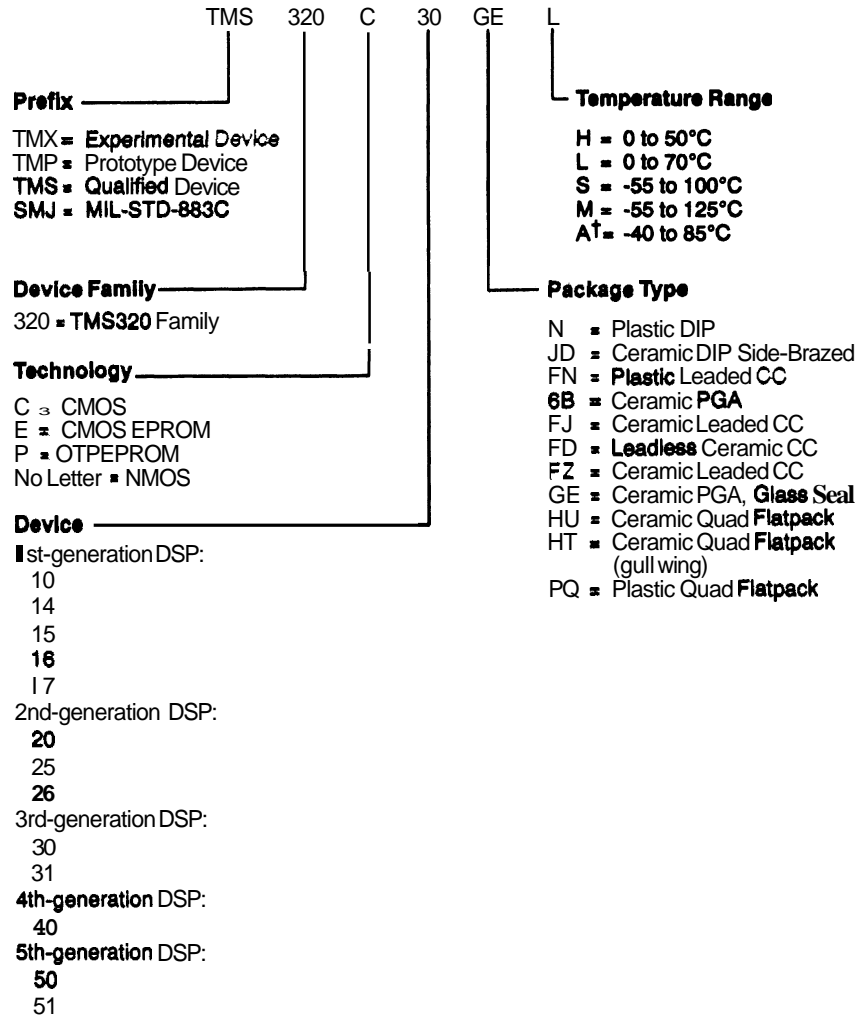 TMS 320 C 30 GE L
Prefix
TMX = Experimental Device
TMP = Prototype Device
TMS = Qualified Device
SMJ = MIL-STD-883C
Device Family
320 = TMS320 Family
Technology
C = CMOS
E = CMOS EPROM
P = OTP EPROM
No Letter = NMOS
Device
1st-generation DSP:
10
14
15
16
17
2nd-generation DSP:
20
25
26
3rd-generation DSP:
30
31
4th-generation DSP:
40
5th-generation DSP:
50
51
Temperature Range
H = 0 to 50°C
L = 0 to 70°C
S = -55 to 100°C
M = -55 to 125°C
A† = -40 to 85°C
Package Type
N = Plastic DIP
JD = Ceramic DIP Side-Brazed
FN = Plastic Leaded CC
6B = Ceramic PGA
FJ = Ceramic Leaded CC
FD = Leadless Ceramic CC
FZ = Ceramic Leaded CC
GE = Ceramic PGA, Glass Seal
HU = Ceramic Quad Flatpack
HT = Ceramic Quad Flatpack
(gull wing)
PQ = Plastic Quad Flatpack